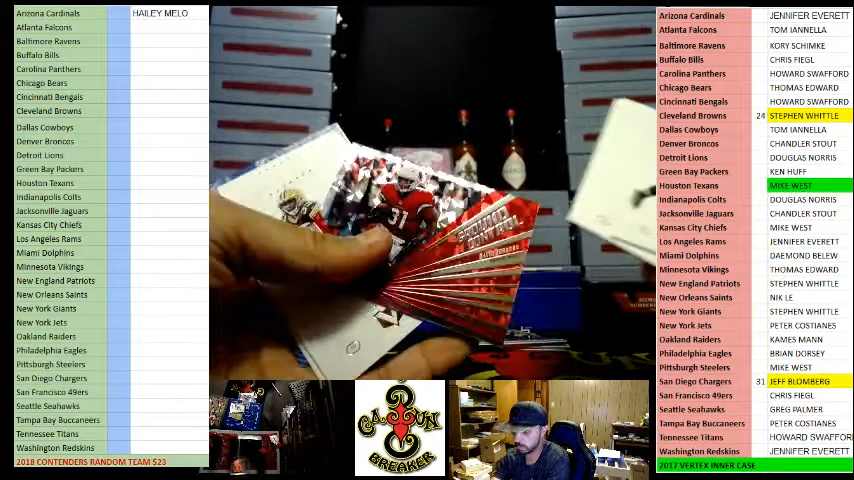 Arizona Cardinals HAILEY MELO
Atlanta Falcons
Baltimore Ravens
Buffalo Bills
Carolina Panthers
Chicago Bears
Cincinnati Bengals
Cleveland Browns
Dallas Cowboys
Denver Broncos
Detroit Lions
Green Bay Packers
Houston Texans
Indianapolis Colts
Jacksonville Jaguars
Kansas City Chiefs
Los Angeles Rams
Miami Dolphins
Minnesota Vikings
New England Patriots
New Orleans Saints
New York Giants
New York Jets
Oakland Raiders
Philadelphia Eagles
Pittsburgh Steelers
San Diego Chargers
San Francisco 49ers
Seattle Seahawks
Tampa Bay Buccaneers
Tennessee Titans
Washington Redskins
2018 CONTENDERS RANDOM TEAM $23
31
GROUND
CONTROL
CAJUN
BREAKER
Arizona Cardinals JENNIFER EVERETT
Atlanta Falcons TOM IANNELLA
Baltimore Ravens KORY SCHIMKE
Buffalo Bills CHRIS FIEGL
Carolina Panthers HOWARD SWAFFORD
Chicago Bears THOMAS EDWARD
Cincinnati Bengals HOWARD SWAFFORD
Cleveland Browns 24 STEPHEN WHITTLE
Dallas Cowboys TOM IANNELLA
Denver Broncos CHANDLER STOUT
Detroit Lions DOUGLAS NORRIS
Green Bay Packers KEN HUFF
Houston Texans MIKE WEST
Indianapolis Colts DOUGLAS NORRIS
Jacksonville Jaguars CHANDLER STOUT
Kansas City Chiefs MIKE WEST
Los Angeles Rams JENNIFER EVERETT
Miami Dolphins DAEMOND BELEW
Minnesota Vikings THOMAS EDWARD
New England Patriots STEPHEN WHITTLE
New Orleans Saints NIK LE
New York Giants STEPHEN WHITTLE
New York Jets PETER COSTIANES
Oakland Raiders KAMES MANN
Philadelphia Eagles BRIAN DORSEY
Pittsburgh Steelers MIKE WEST
San Diego Chargers 31 JEFF BLOMBERG
San Francisco 49ers CHRIS FIEGL
Seattle Seahawks GREG PALMER
Tampa Bay Buccaneers PETER COSTIANES
Tennessee Titans HOWARD SWAFFOR
Washington Redskins JENNIFER EVERETT
2017 VERTEX INNER CASE